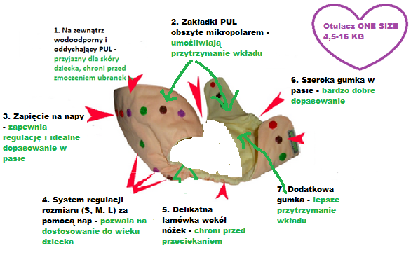 Otulacz ONE SIZE
4,5-16 KG
1. Na zewnątrz
wodoodporny i
oddychający PUL -
przyjazny dla skóry
dziecka, chroni przed
zmoczeniem ubranek
2. Zakładki PUL
obszyte mikropolarem -
umożliwiają
przytrzymanie wkładu
3. Zapięcie na napy
- zapewnia
regulację i idealne
dopasowanie w
pasie
6. Szeroka gumka w
pasie - bardzo dobre
dopasowanie
4. System regulacji
rozmiaru (S, M, L) za
pomocą nap - pozwala na
dostosowanie do wieku
dziecka
5. Delikatna
lamówka wokół
nóżek - chroni przed
przeciekaniem
7. Dodatkowa
gumka - lepsze
przytrzymanie
wkładu